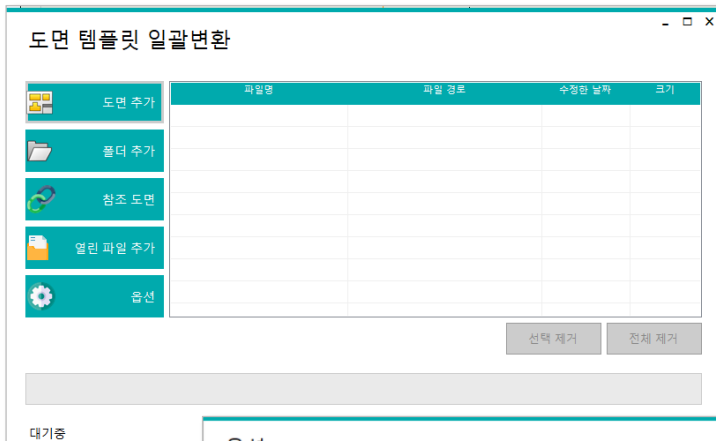 도면 템플릿 일괄변환
도면 추가
폴더 추가
참조 도면
열린 파일 추가
옵션
파일명 파일 경로 수정한 날짜 크기
선택 제거 전체 제거
대기중